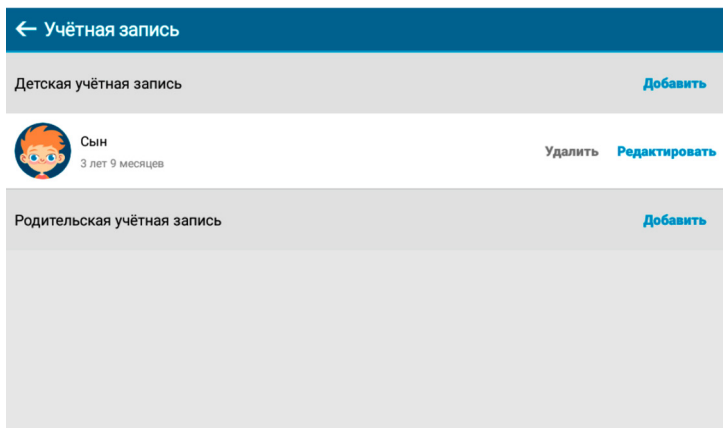 Учётная запись
Детская учётная запись Добавить
Сын
3 лет 9 месяцев
Удалить Редактировать
Родительская учётная запись Добавить